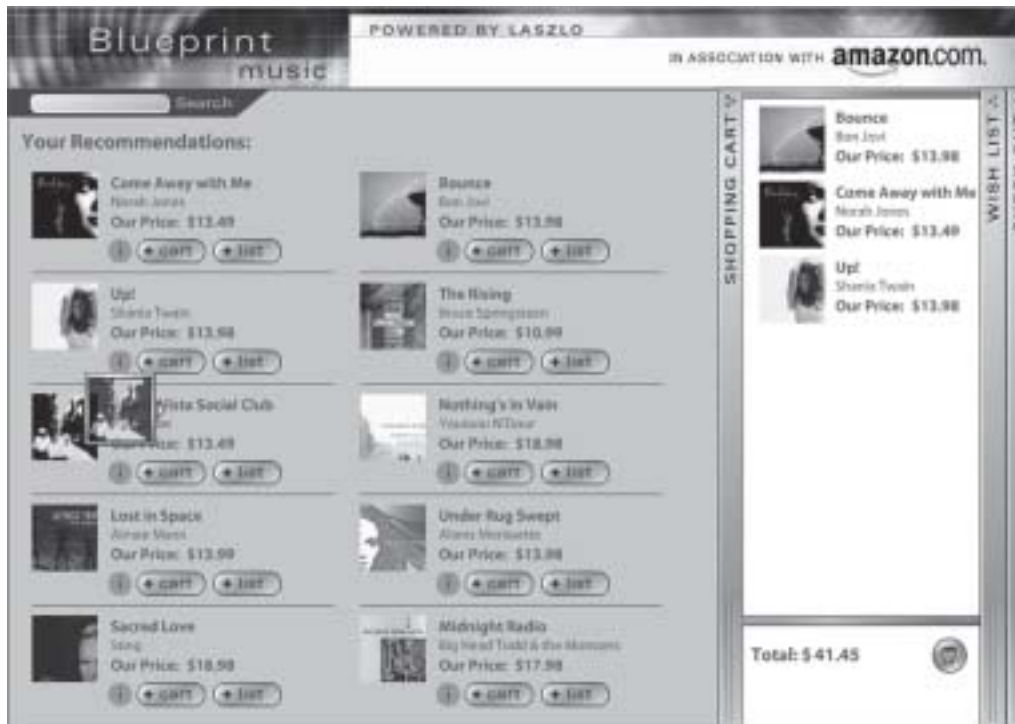 Blueprint
music
POWERED BY LASZLO
IN ASSOCIATION WITH amazon.com.
Search
Your Recommendations:
Come Away with Me
Norah Jones
Our Price: $13.49
i + cart + list
Bounce
Bon Jovi
Our Price: $13.98
i + cart + list
Up!
Shania Twain
Our Price: $13.98
i + cart + list
The Rising
Bruce Springsteen
Our Price: $10.99
i + cart + list
Vista Social Club
Our Price: $13.49
i + cart + list
Nothing's in Vain
Youssou N'Dour
Our Price: $18.98
i + cart + list
Lost in Space
Aimee Mann
Our Price: $13.99
i + cart + list
Under Rug Swept
Alanis Morissette
Our Price: $13.98
i + cart + list
Sacred Love
Sting
Our Price: $18.98
i + cart + list
Midnight Radio
Big Head Todd & the Monsters
Our Price: $17.98
i + cart + list
SHOPPING CART
Bounce
Bon Jovi
Our Price: $13.98
Come Away with Me
Norah Jones
Our Price: $13.49
Up!
Shania Twain
Our Price: $13.98
Total: $41.45
WISH LIST